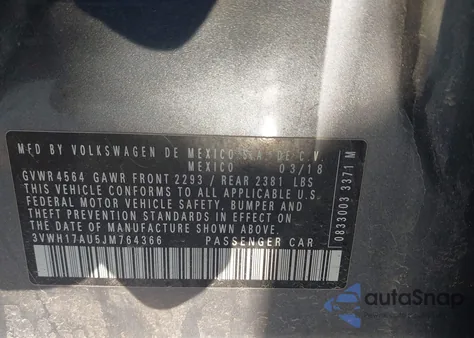 MFD BY VOLKSWAGEN DE MEXICO S.A. DE C.V.
MEXICO 03/18
GVWR4564 GAWR FRONT 2293 / REAR 2381 LBS
THIS VEHICLE CONFORMS TO ALL APPLICABLE U.S
FEDERAL MOTOR VEHICLE SAFETY, BUMPER AND
THEFT PREVENTION STANDARDS IN EFFECT ON
THE DATE OF MANUFACTURE SHOWN ABOVE.
3VWH17AU5JM764366 PASSENGER CAR
0833003 3371 M
autoSnap